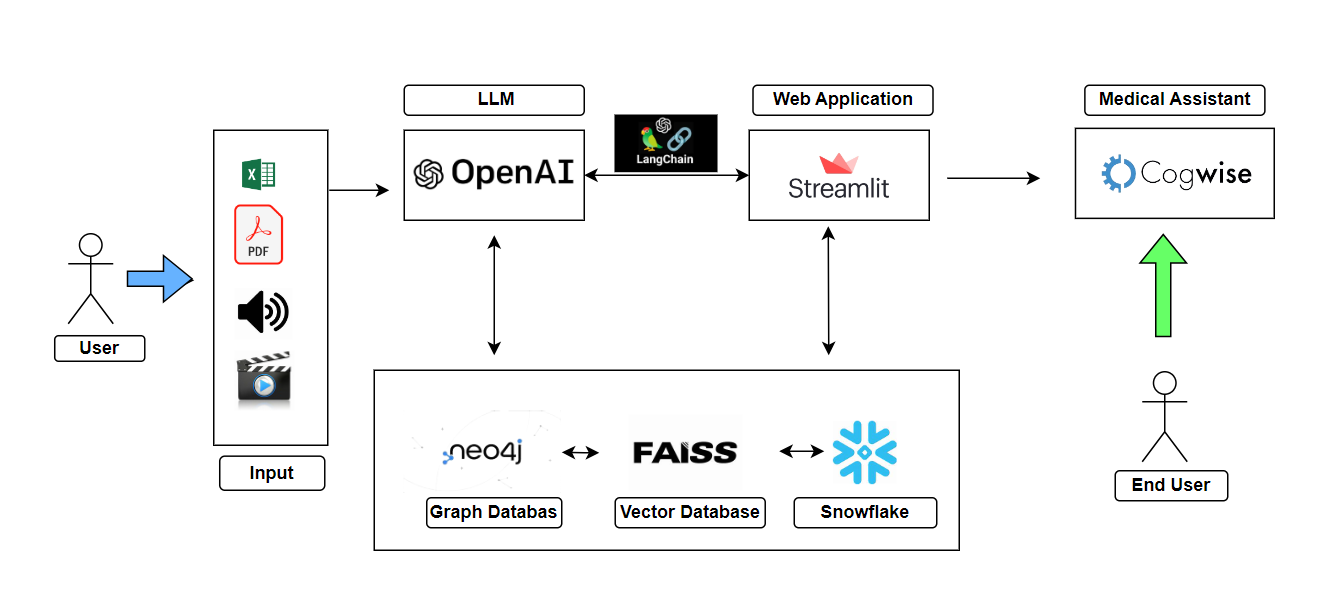 LLM
Web Application
Medical Assistant
LangChain
X
OpenAI
Streamlit
Cogwise
PDF
User
Input
neo4j
FAISS
Graph Databas
Vector Database
Snowflake
End User